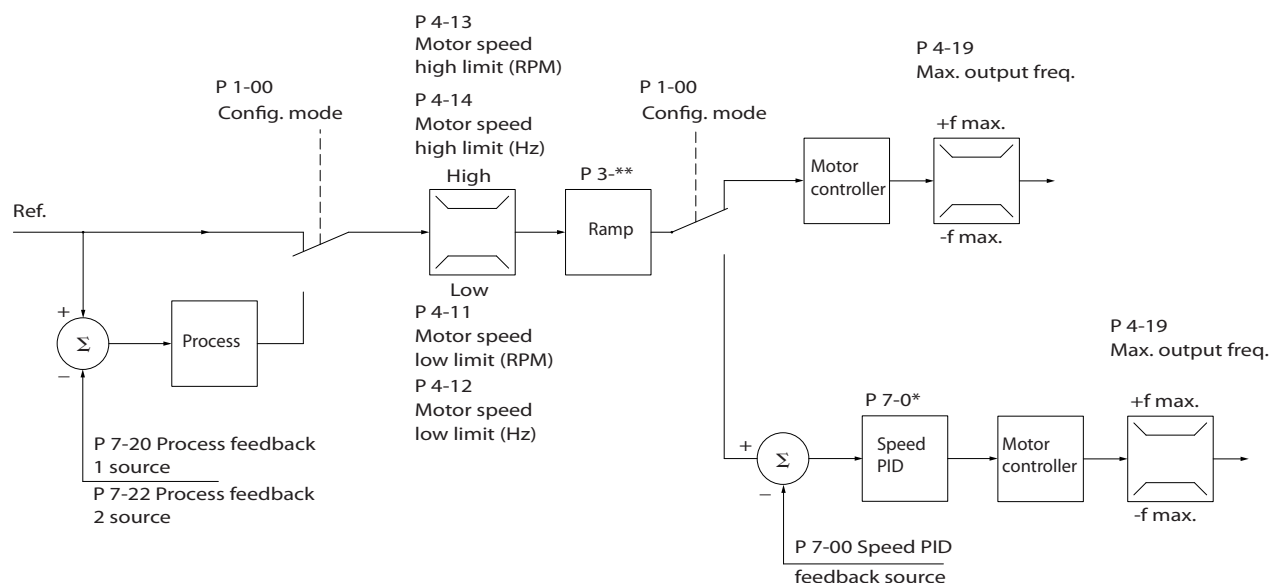 P 4-13
Motor speed
high limit (RPM)
P 4-14
Motor speed
high limit (Hz)
High
P 1-00
Config. mode
P 1-00
Config. mode
P 4-19
Max. output freq.
+f max.
Motor
controller
-f max.
P 3-**
Ramp
Ref.
Low
P 4-11
Motor speed
low limit (RPM)
P 4-12
Motor speed
low limit (Hz)
+
Σ
−
Process
P 7-20 Process feedback
1 source
P 7-22 Process feedback
2 source
P 4-19
Max. output freq.
+f max.
P 7-0*
+
Σ
−
Speed
PID
Motor
controller
-f max.
P 7-00 Speed PID
feedback source